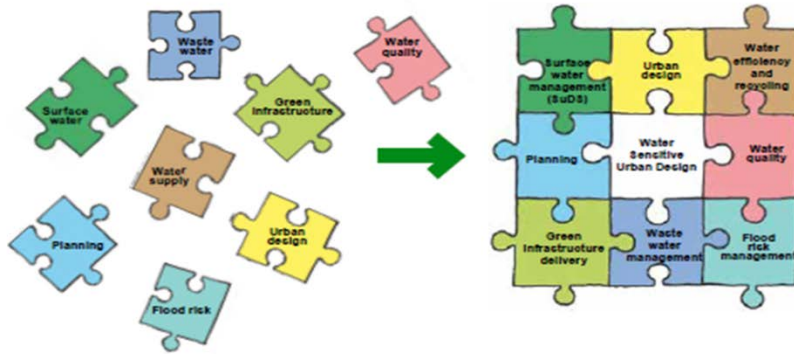 Waste
water
Water
quality
Surface
water
Green
infrastructure
Water
supply
Planning
Urban
design
Flood risk
Surface
water
management
(SuDS)
Urban
design
Water
efficiency
and
recycling
Planning
Water
Sensitive
Urban Design
Water
quality
Green
infrastructure
delivery
Waste
water
management
Flood
risk
management